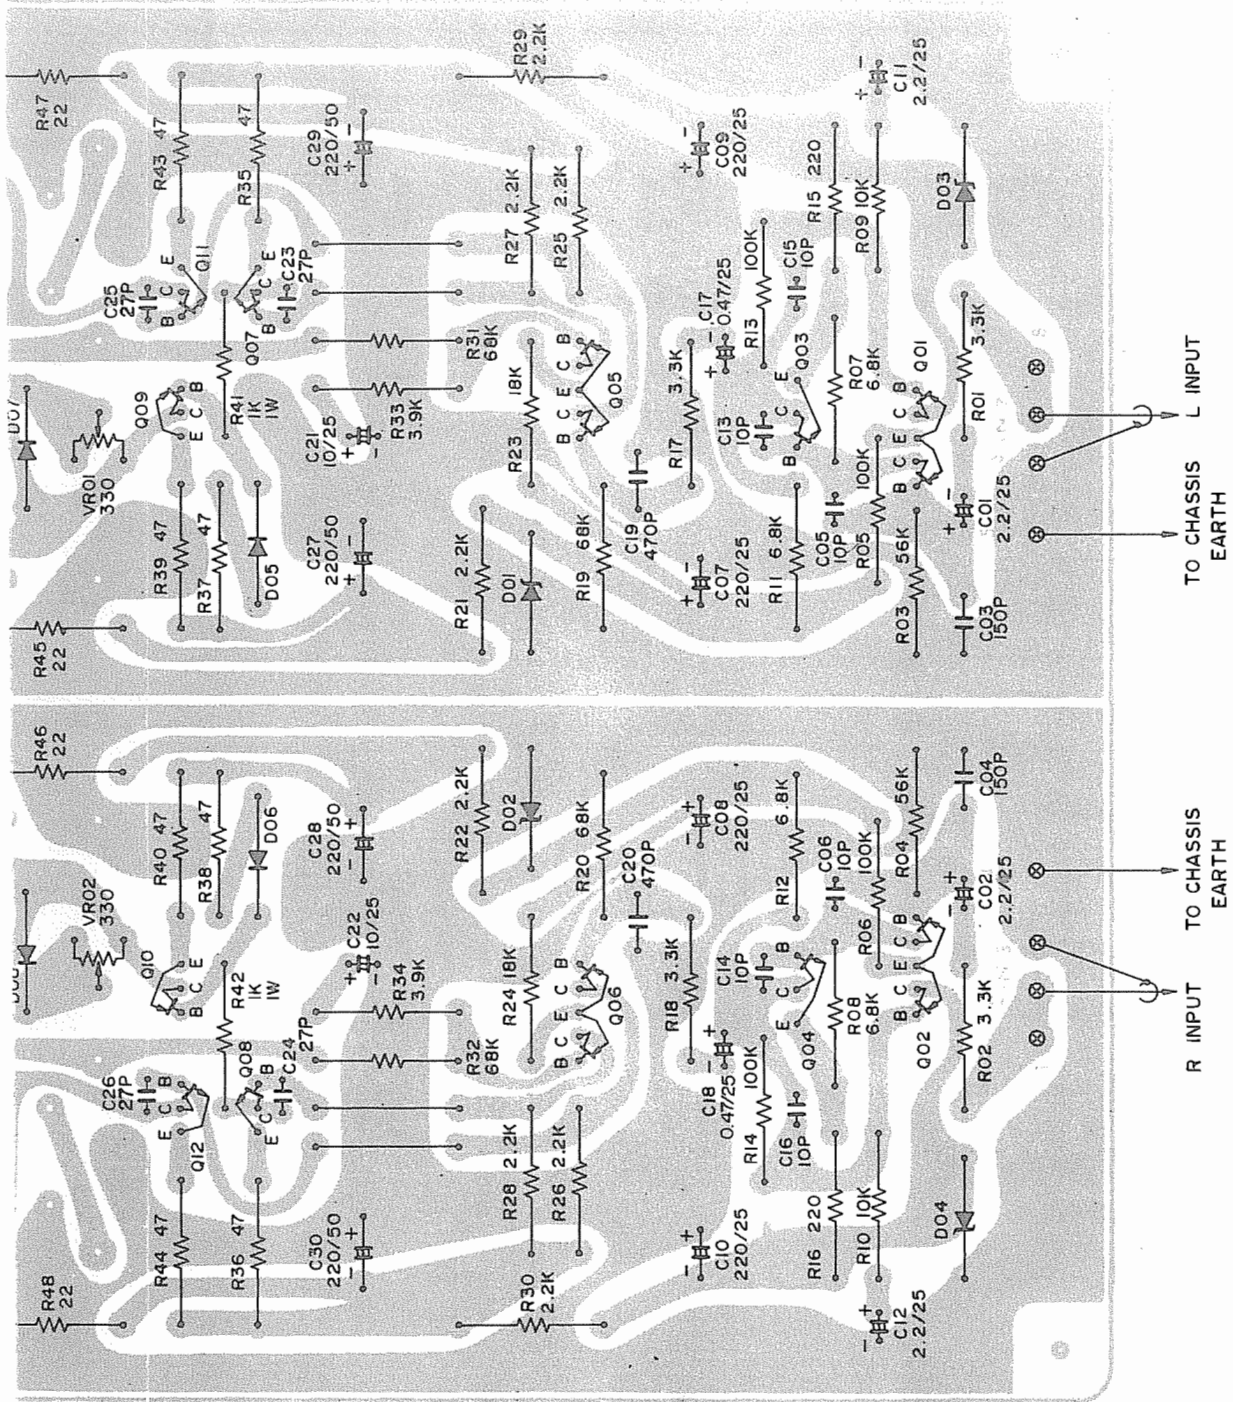 R48
22
VR02
330
R46
22
R45
22
VR01
330
R47
22
C26
27P
Q10
Q09
C25
27P
R44 47
E C B
B C E
R40 47
R39 47
E C B
B C E
R43 47
Q12
R38 47
R37 47
Q11
R36 47
Q08
R42
1K
1W
R41
1K
1W
Q07
R35 47
E C B
D06
D05
B C E
C24
27P
C23
27P
C30
220/50
- +
C22
10/25
+
-
C28
220/50
- +
C27
220/50
+ -
C21
10/25
+
-
C29
220/50
+ -
R34
3.9K
R33
3.9K
R32
68K
R22 2.2K
R21 2.2K
R31
68K
R30
2.2K
R28 2.2K
R24 18K
D02
D01
R23 18K
R27 2.2K
R29
2.2K
R26 2.2K
B C E C B
R20 68K
R19 68K
B C E C B
R25 2.2K
Q06
Q05
C20
470P
C19
470P
R18 3.3K
R17 3.3K
C10
220/25
- +
C08
220/25
- +
C07
220/25
+ -
C09
220/25
+ -
C18
0.47/25
- +
C14
10P
C13
10P
C17
0.47/25
+ -
R14 100K
R13 100K
C16
10P
E C B
R12 6.8K
R11 6.8K
B C E
C15
10P
Q04
Q03
R16 220
R08
6.8K
C06
10P
C05
10P
R07
6.8K
R15 220
R10 10K
R06 100K
R05 100K
R09 10K
C12
2.2/25
- +
C11
2.2/25
+ -
Q02
B C E C B
R04 56K
R03 56K
B C E C B
Q01
D04
R02 3.3K
C02
2.2/25
- +
C04
150P
C03
150P
C01
2.2/25
+ -
R01 3.3K
D03
R INPUT
TO CHASSIS
EARTH
TO CHASSIS
EARTH
L INPUT